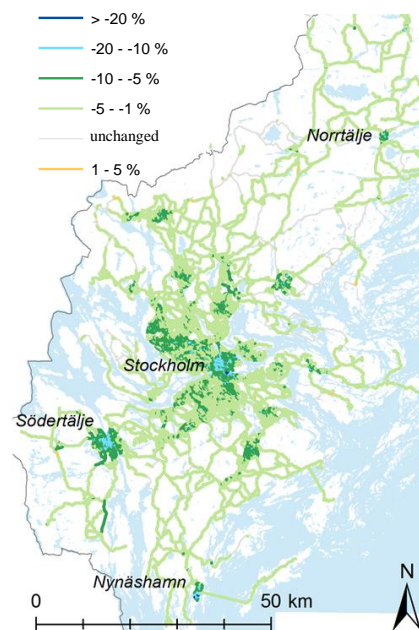 > -20 %
-20 - -10 %
-10 - -5 %
-5 - -1 %
unchanged
1 - 5 %
Norrtälje
Stockholm
Södertälje
Nynäshamn
0 50 km
N